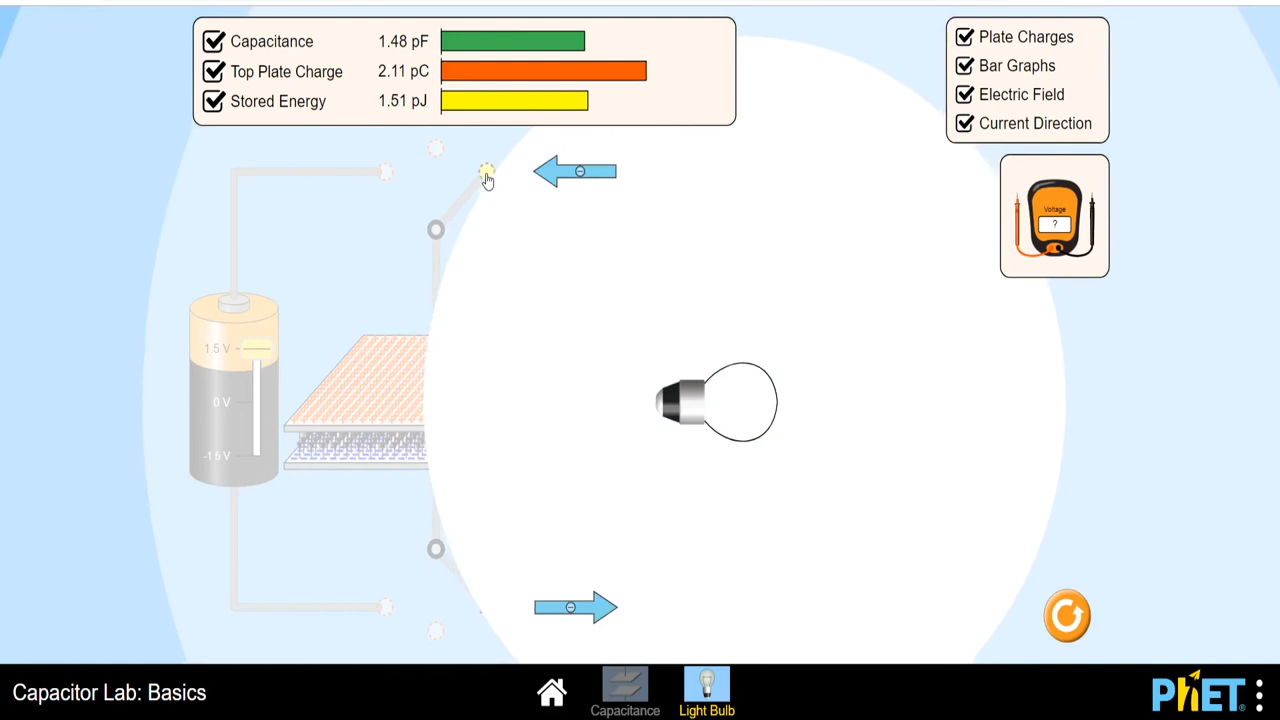 Capacitance 1.48 pF
Top Plate Charge 2.11 pC
Stored Energy 1.51 pJ
Plate Charges
Bar Graphs
Electric Field
Current Direction
Voltage
?
1.5 V
0 V
-1.5 V
Capacitor Lab: Basics
Capacitance
Light Bulb
PhET